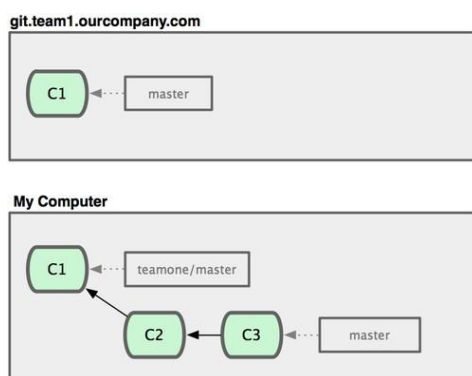 git.team1.ourcompany.com
C1 master
My Computer
C1 teamone/master
C2 C3 master